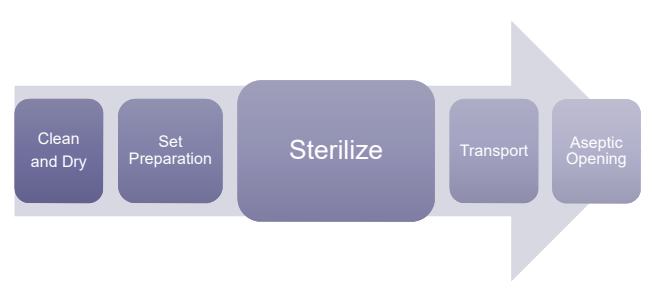 Clean
and Dry
Set
Preparation
Sterilize
Transport
Aseptic
Opening